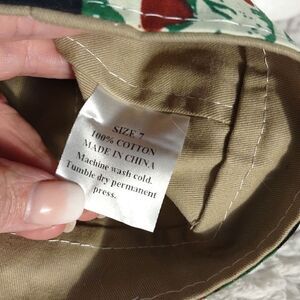 SIZE 7
100% COTTON
MADE IN CHINA
Machine wash cold.
Tumble dry permanent
press.